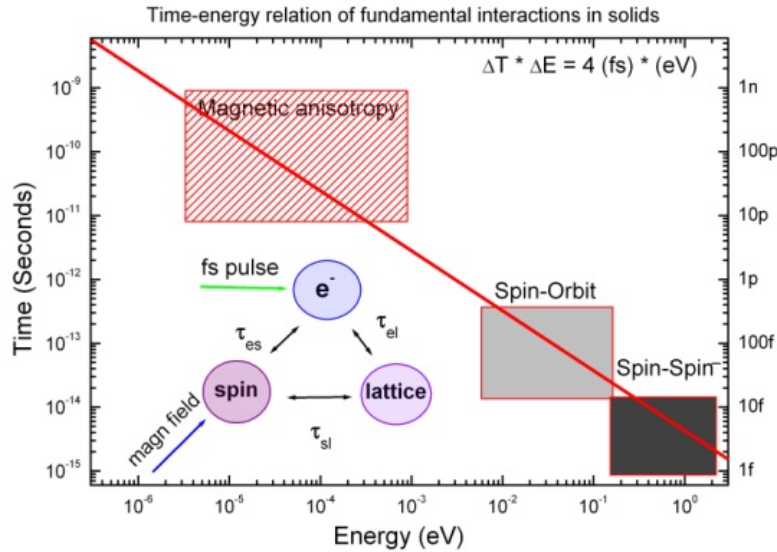 Time-energy relation of fundamental interactions in solids
ΔT * ΔE = 4 (fs) * (eV)
Magnetic anisotropy
Spin-Orbit
Spin-Spin
fs pulse
e⁻
τes
τel
spin
lattice
τsl
magn field
Time (Seconds)
10⁻⁹
10⁻¹⁰
10⁻¹¹
10⁻¹²
10⁻¹³
10⁻¹⁴
10⁻¹⁵
1n
100p
10p
1p
100f
10f
1f
10⁻⁶
10⁻⁵
10⁻⁴
10⁻³
10⁻²
10⁻¹
10⁰
Energy (eV)